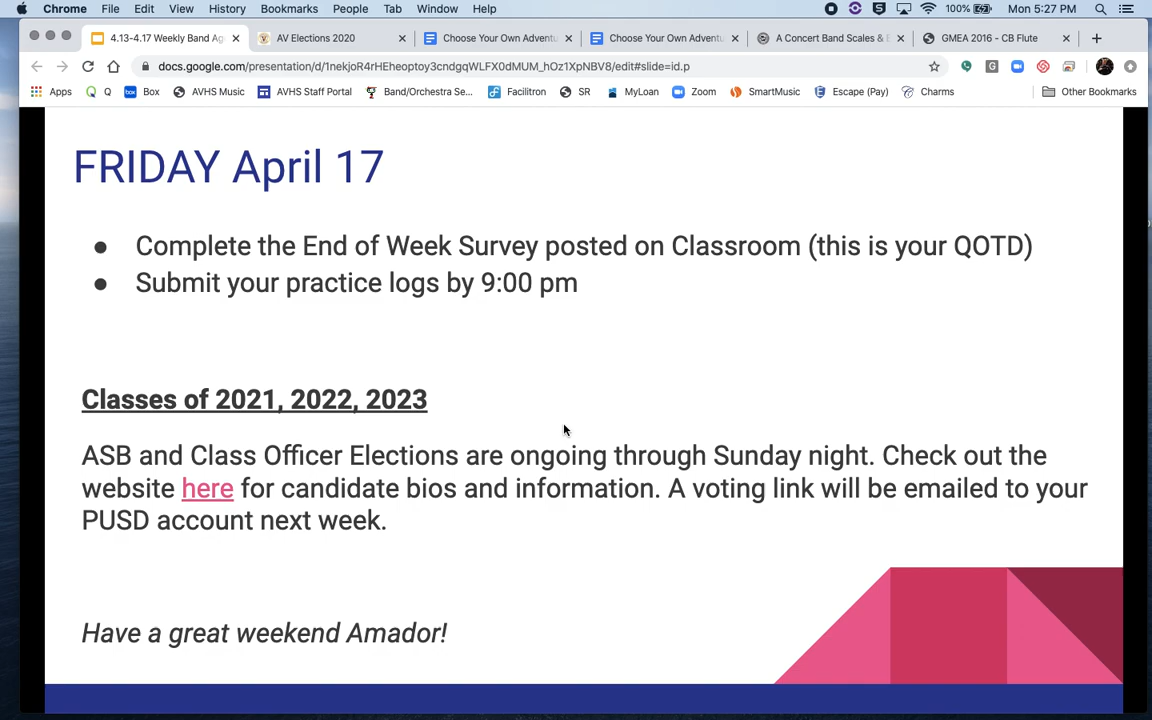 Chrome File Edit View History Bookmarks People Tab Window Help 100% Mon 5:27 PM
4.13-4.17 Weekly Band Ag AV Elections 2020 Choose Your Own Adventu Choose Your Own Adventu A Concert Band Scales & GMEA 2016 - CB Flute
docs.google.com/presentation/d/1nekjoR4rHEheoptoy3cndgqWLFX0dMUM_hOz1XpNBV8/edit#slide=id.p
Apps Q Box AVHS Music AVHS Staff Portal Band/Orchestra Se... Facilitron SR MyLoan Zoom SmartMusic Escape (Pay) Charms Other Bookmarks
FRIDAY April 17
● Complete the End of Week Survey posted on Classroom (this is your QOTD)
● Submit your practice logs by 9:00 pm
Classes of 2021, 2022, 2023
ASB and Class Officer Elections are ongoing through Sunday night. Check out the
website here for candidate bios and information. A voting link will be emailed to your
PUSD account next week.
Have a great weekend Amador!